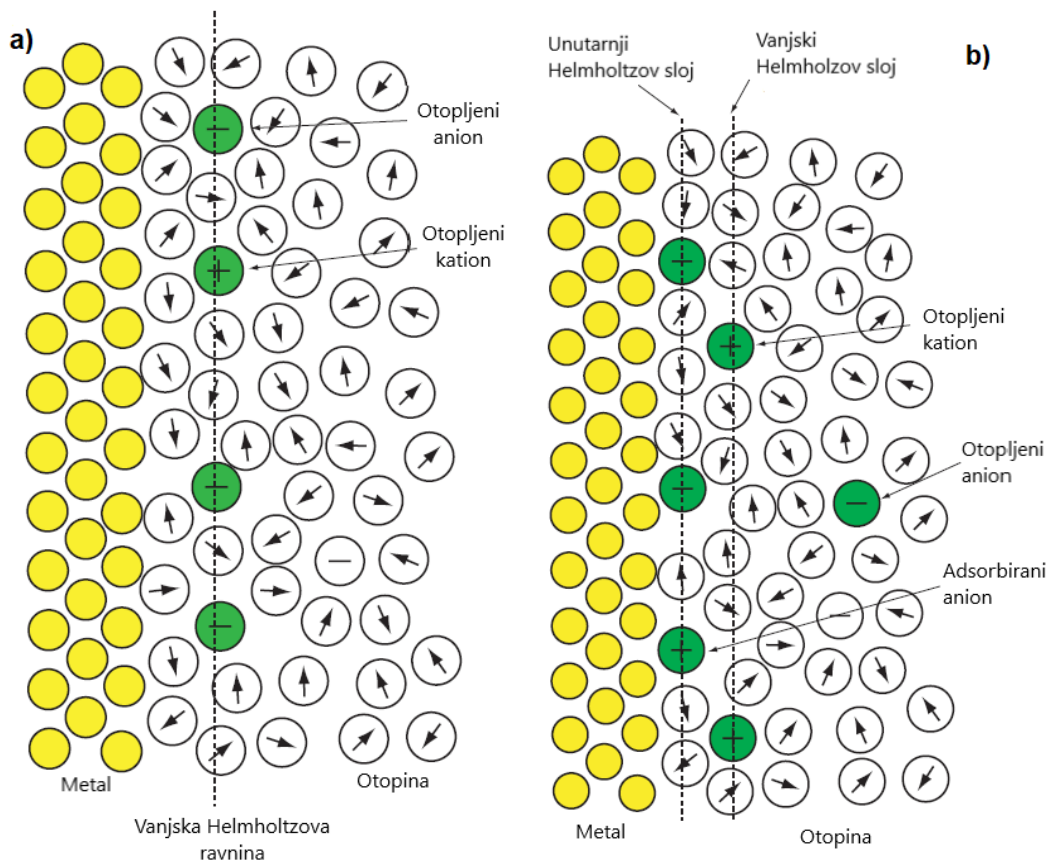 a)
Otopljeni
anion
Otopljeni
kation
Metal
Otopina
Vanjska Helmholtzova
ravnina
b)
Unutarnji
Helmholtzov sloj
Vanjski
Helmholzov sloj
Otopljeni
kation
Otopljeni
anion
Adsorbirani
anion
Metal
Otopina